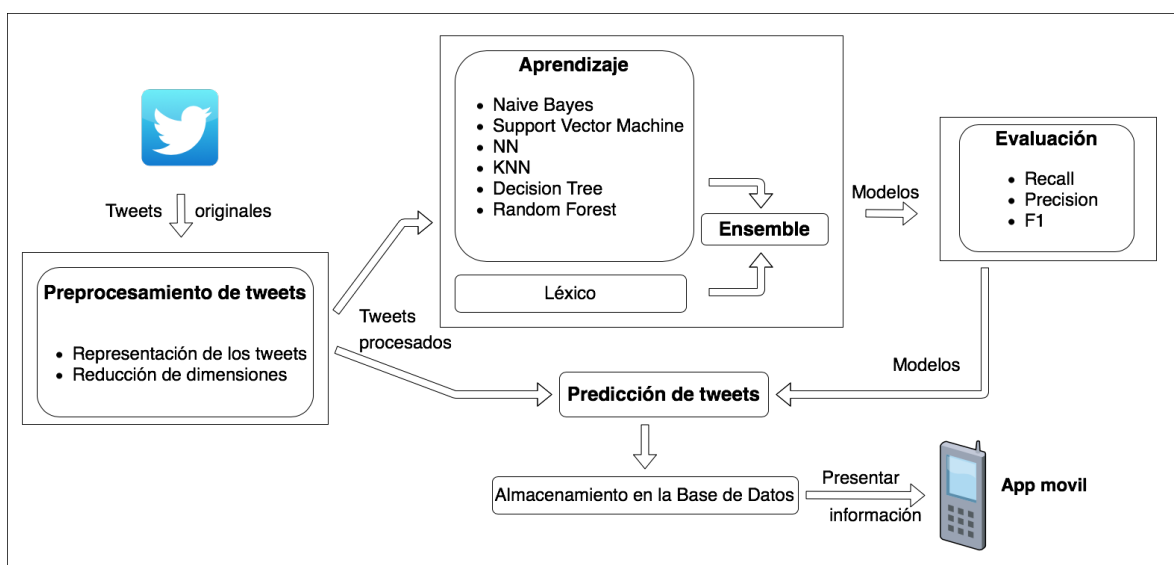 Tweets originales
Preprocesamiento de tweets
• Representación de los tweets
• Reducción de dimensiones
Tweets
procesados
Aprendizaje
• Naive Bayes
• Support Vector Machine
• NN
• KNN
• Decision Tree
• Random Forest
Léxico
Ensemble
Modelos
Evaluación
• Recall
• Precision
• F1
Modelos
Predicción de tweets
Almacenamiento en la Base de Datos
Presentar
información
App movil